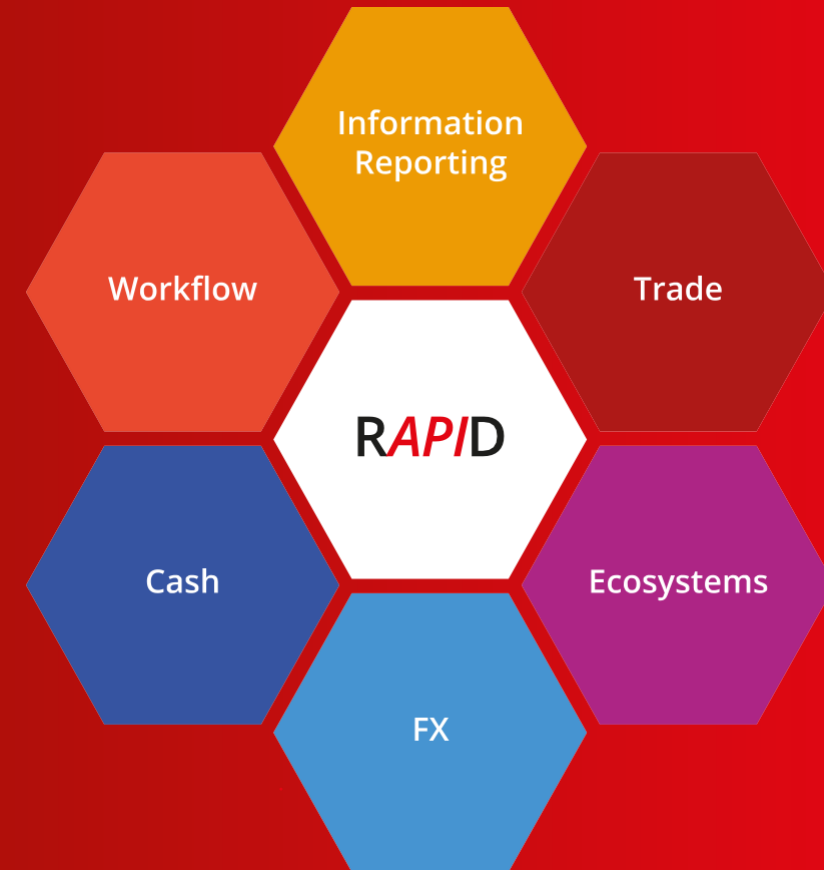 Information
Reporting
Workflow
Trade
RAPID
Cash
Ecosystems
FX